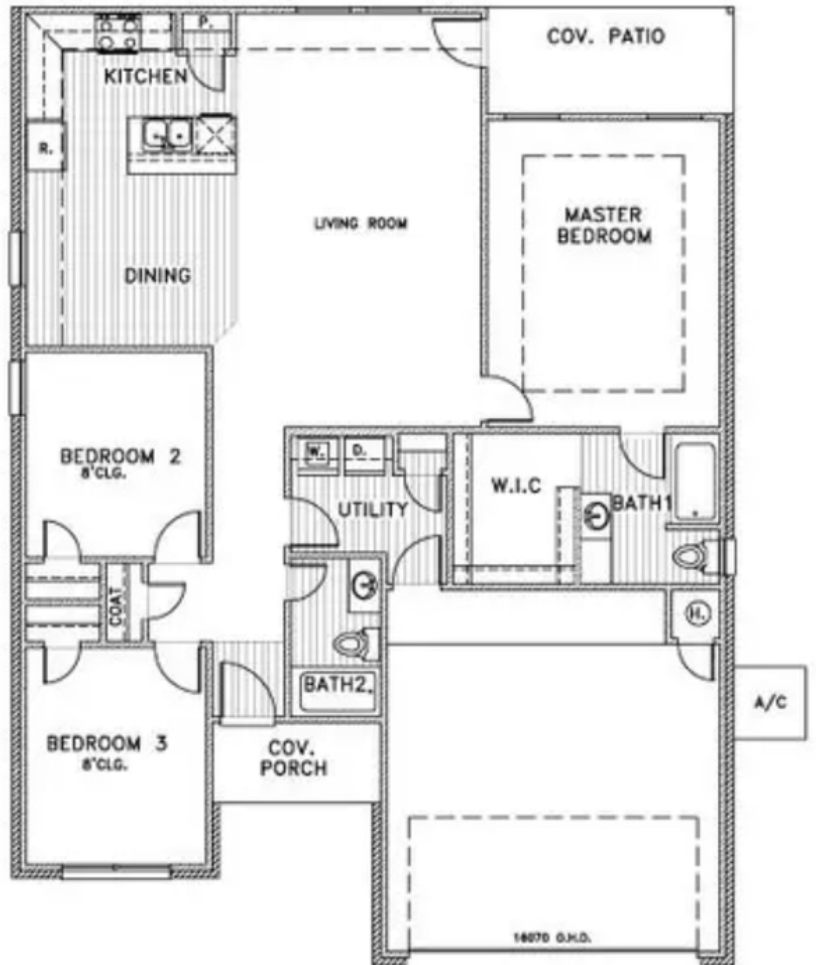 P.
COV. PATIO
KITCHEN
R.
LIVING ROOM
MASTER
BEDROOM
DINING
BEDROOM 2
8'CLG.
W.
D.
UTILITY
W.I.C
BATH1
COAT
H.
BATH2.
A/C
BEDROOM 3
8'CLG.
COV.
PORCH
16070 O.H.D.